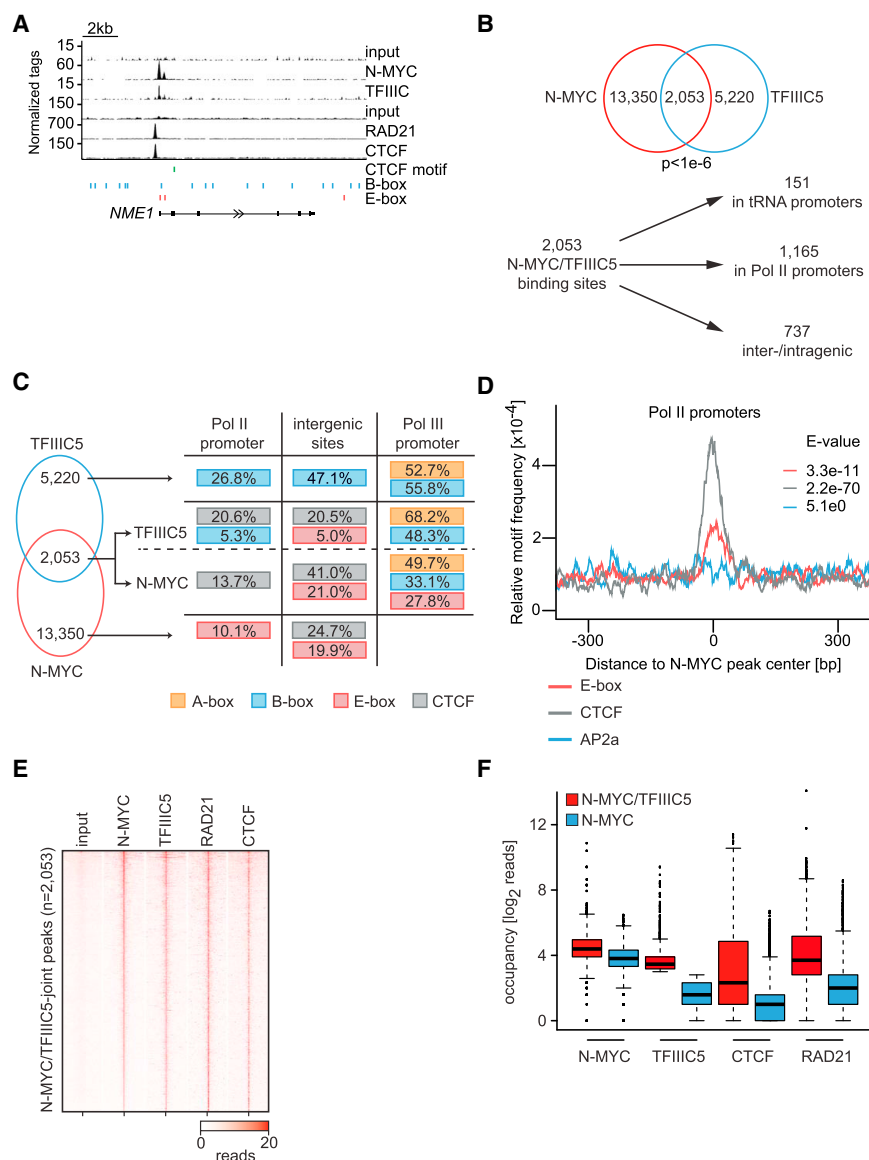 A
2kb
15
60
15
150
700
150
Normalized tags
input
N-MYC
TFIIIC
input
RAD21
CTCF
CTCF motif
B-box
E-box
NME1
B
N-MYC 13,350 2,053 5,220 TFIIIC5
p<1e-6
2,053
N-MYC/TFIIIC5
binding sites
151
in tRNA promoters
1,165
in Pol II promoters
737
inter-/intragenic
C
TFIIIC5
5,220
2,053
13,350
N-MYC
TFIIIC5
N-MYC
Pol II
promoter
intergenic
sites
Pol III
promoter
26.8% 47.1% 52.7%
55.8%
20.6% 20.5% 68.2%
5.3% 5.0% 48.3%
13.7% 41.0% 49.7%
21.0% 33.1%
27.8%
10.1% 24.7%
19.9%
A-box B-box E-box CTCF
D
Pol II promoters
Relative motif frequency [x10-4]
4
2
0
E-value
3.3e-11
2.2e-70
5.1e0
-300 0 300
Distance to N-MYC peak center [bp]
E-box
CTCF
AP2a
E
input
N-MYC
TFIIIC5
RAD21
CTCF
N-MYC/TFIIIC5-joint peaks (n=2,053)
0 20
reads
F
N-MYC/TFIIIC5
N-MYC
occupancy [log2 reads]
12
8
4
0
N-MYC TFIIIC5 CTCF RAD21